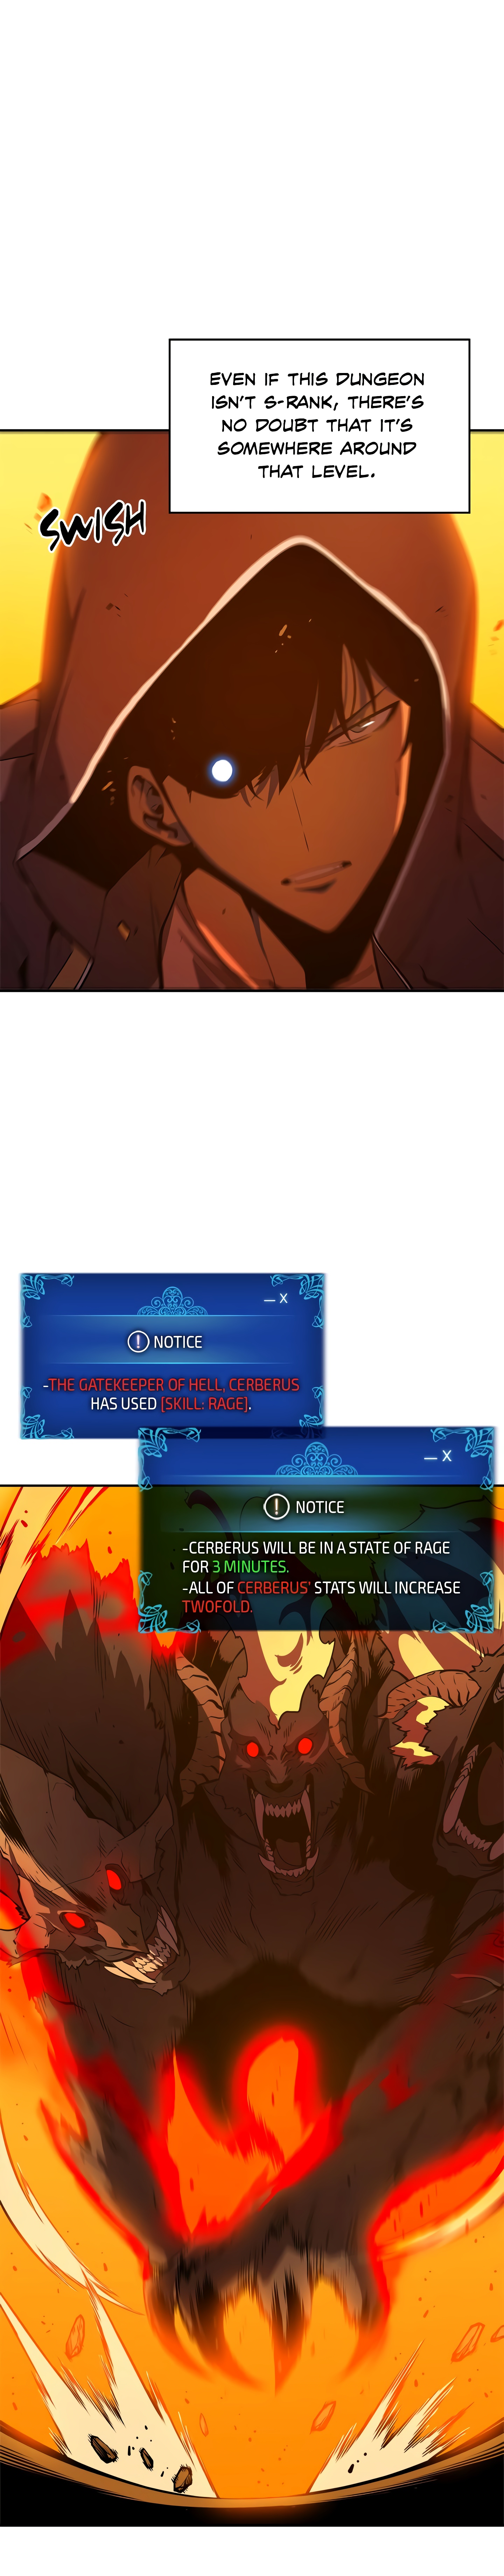 EVEN IF THIS DUNGEON
ISN'T S-RANK, THERE'S
NO DOUBT THAT IT'S
SOMEWHERE AROUND
THAT LEVEL.
SWISH
— X
! NOTICE
-THE GATEKEEPER OF HELL, CERBERUS
HAS USED [SKILL: RAGE].
— X
! NOTICE
-CERBERUS WILL BE IN A STATE OF RAGE
FOR 3 MINUTES.
-ALL OF CERBERUS' STATS WILL INCREASE
TWOFOLD.